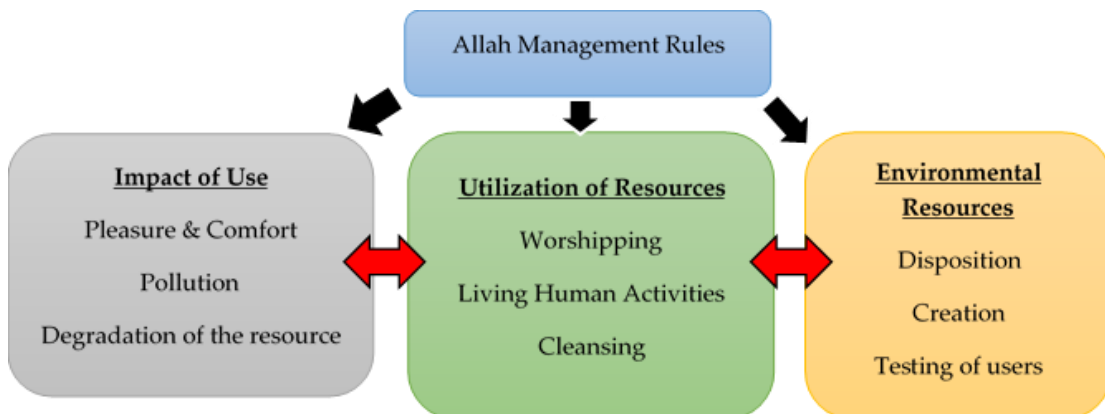 Allah Management Rules
Impact of Use
Pleasure & Comfort
Pollution
Degradation of the resource
Utilization of Resources
Worshipping
Living Human Activities
Cleansing
Environmental
Resources
Disposition
Creation
Testing of users